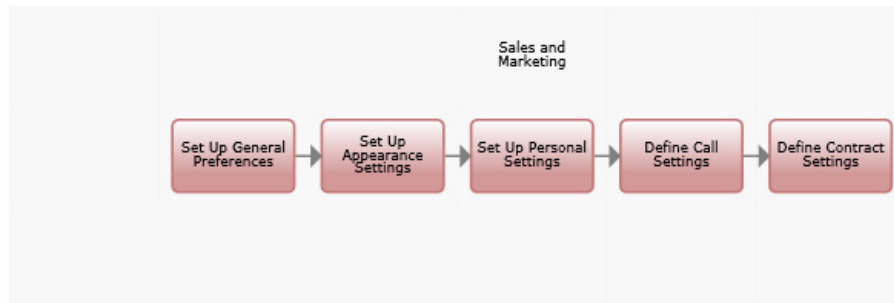 Sales and
Marketing
Set Up General
Preferences
Set Up
Appearance
Settings
Set Up Personal
Settings
Define Call
Settings
Define Contract
Settings